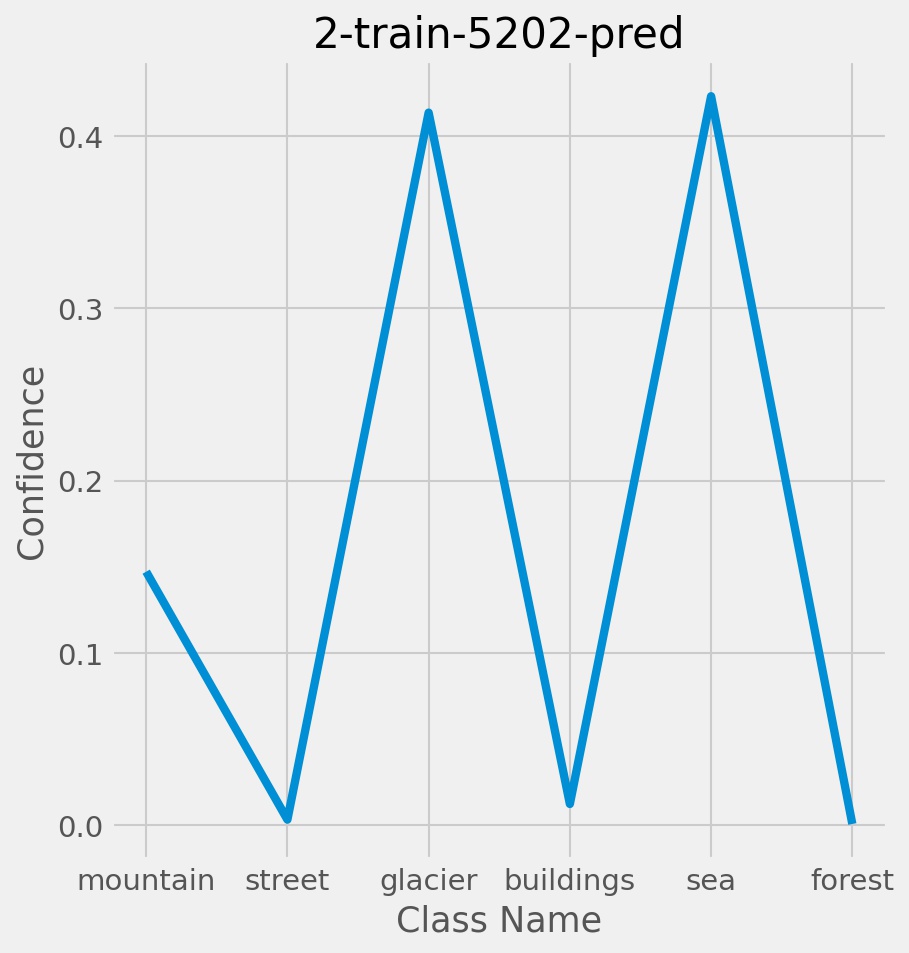 2-train-5202-pred
0.4
0.3
0.2
0.1
0.0
Confidence
mountain street glacier buildings sea forest
Class Name